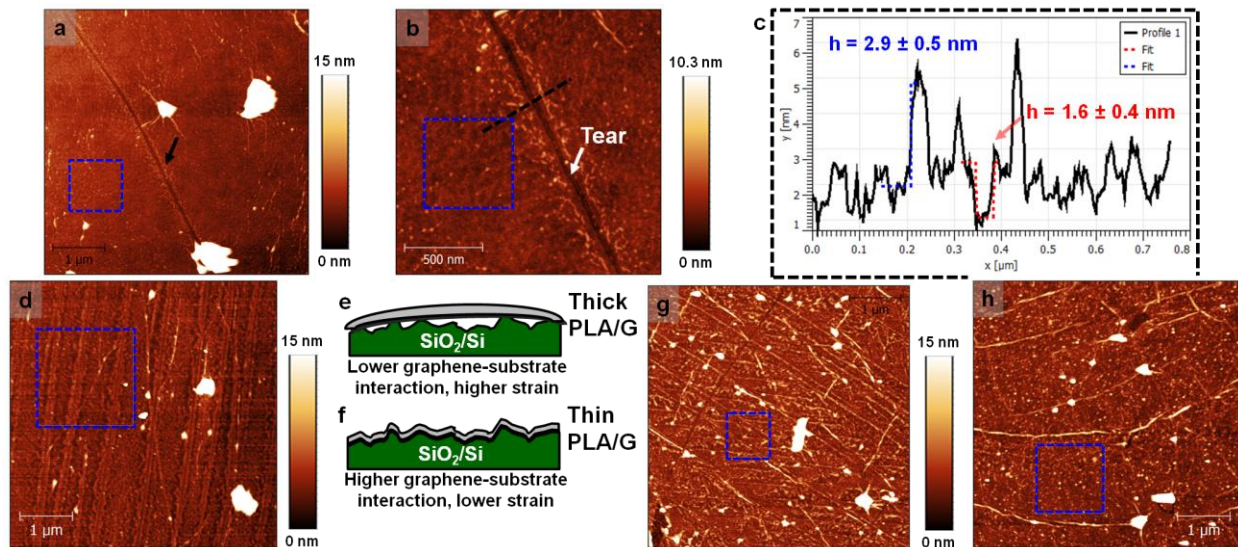 a
15 nm
0 nm
1 µm
b
10.3 nm
0 nm
Tear
500 nm
c
h = 2.9 ± 0.5 nm
h = 1.6 ± 0.4 nm
Profile 1
Fit
Fit
y [nm]
7
6
5
4
3
2
1
0.0 0.1 0.2 0.3 0.4 0.5 0.6 0.7 0.8
x [µm]
d
15 nm
0 nm
1 µm
e
Thick
PLA/G
SiO₂/Si
Lower graphene-substrate
interaction, higher strain
f
Thin
PLA/G
SiO₂/Si
Higher graphene-substrate
interaction, lower strain
g
1 µm
15 nm
0 nm
h
1 µm